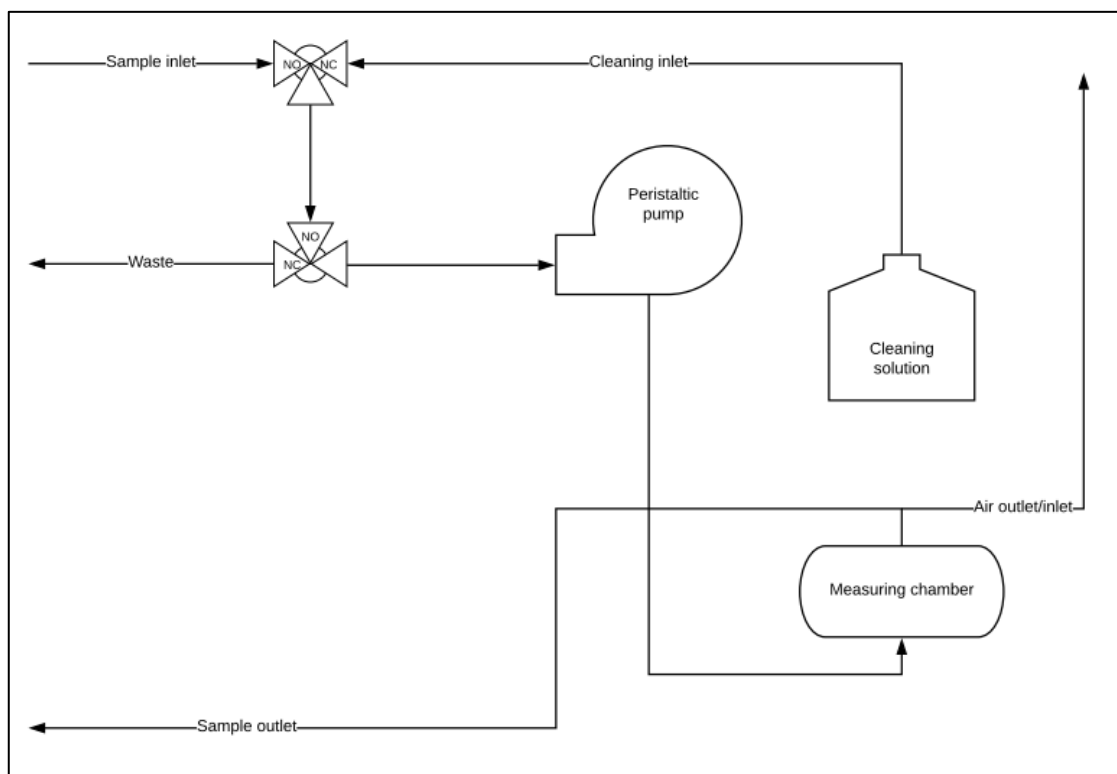 Sample inlet
NO
NC
Cleaning inlet
Peristaltic
pump
NO
Waste
NC
Cleaning
solution
Air outlet/inlet
Measuring chamber
Sample outlet